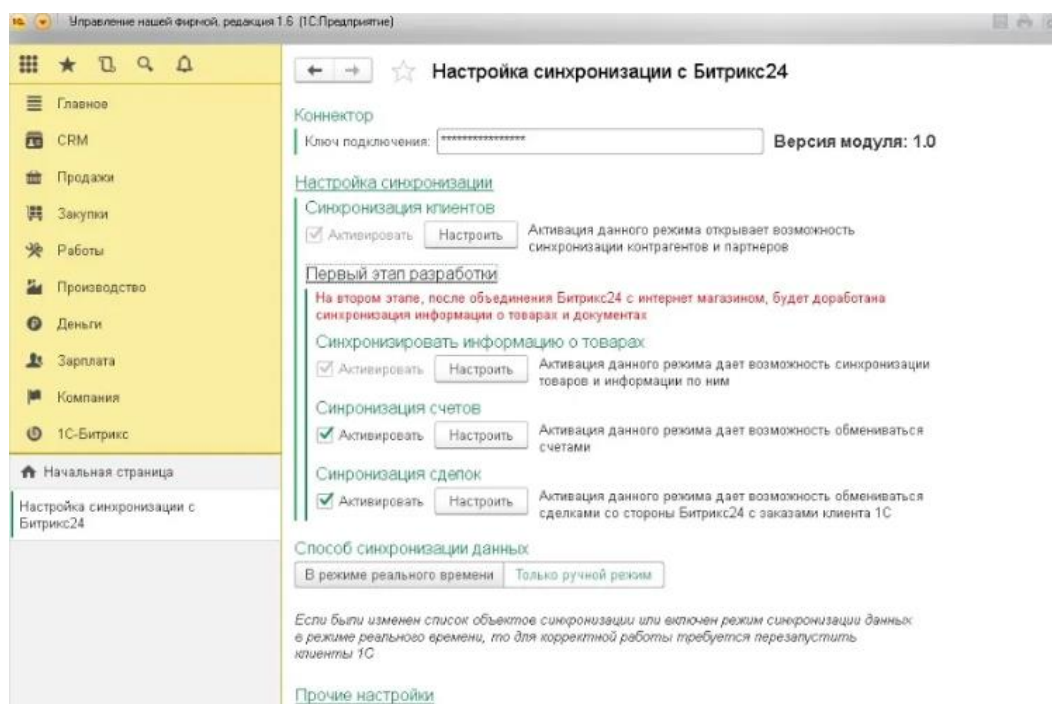 Управление нашей фирмой, редакция 1.6 (1С:Предприятие)
Главное
CRM
Продажи
Закупки
Работы
Производство
Деньги
Зарплата
Компания
1С-Битрикс
Начальная страница
Настройка синхронизации с
Битрикс24
Настройка синхронизации с Битрикс24
Коннектор
Ключ подключения: **************** Версия модуля: 1.0
Настройка синхронизации
Синхронизация клиентов
Активировать Настроить Активация данного режима открывает возможность
синхронизации контрагентов и партнеров
Первый этап разработки
На втором этапе, после объединения Битрикс24 с интернет магазином, будет доработана
синхронизация информации о товарах и документах
Синхронизировать информацию о товарах
Активировать Настроить Активация данного режима дает возможность синхронизации
товаров и информации по ним
Синронизация счетов
Активировать Настроить Активация данного режима дает возможность обмениваться
счетами
Синронизация сделок
Активировать Настроить Активация данного режима дает возможность обмениваться
сделками со стороны Битрикс24 с заказами клиента 1С
Способ синхронизации данных
В режиме реального времени Только ручной режим
Если были изменен список объектов синхронизации или включен режим синхронизации данных
в режиме реального времени, то для корректной работы требуется перезапустить
клиенты 1С
Прочие настройки